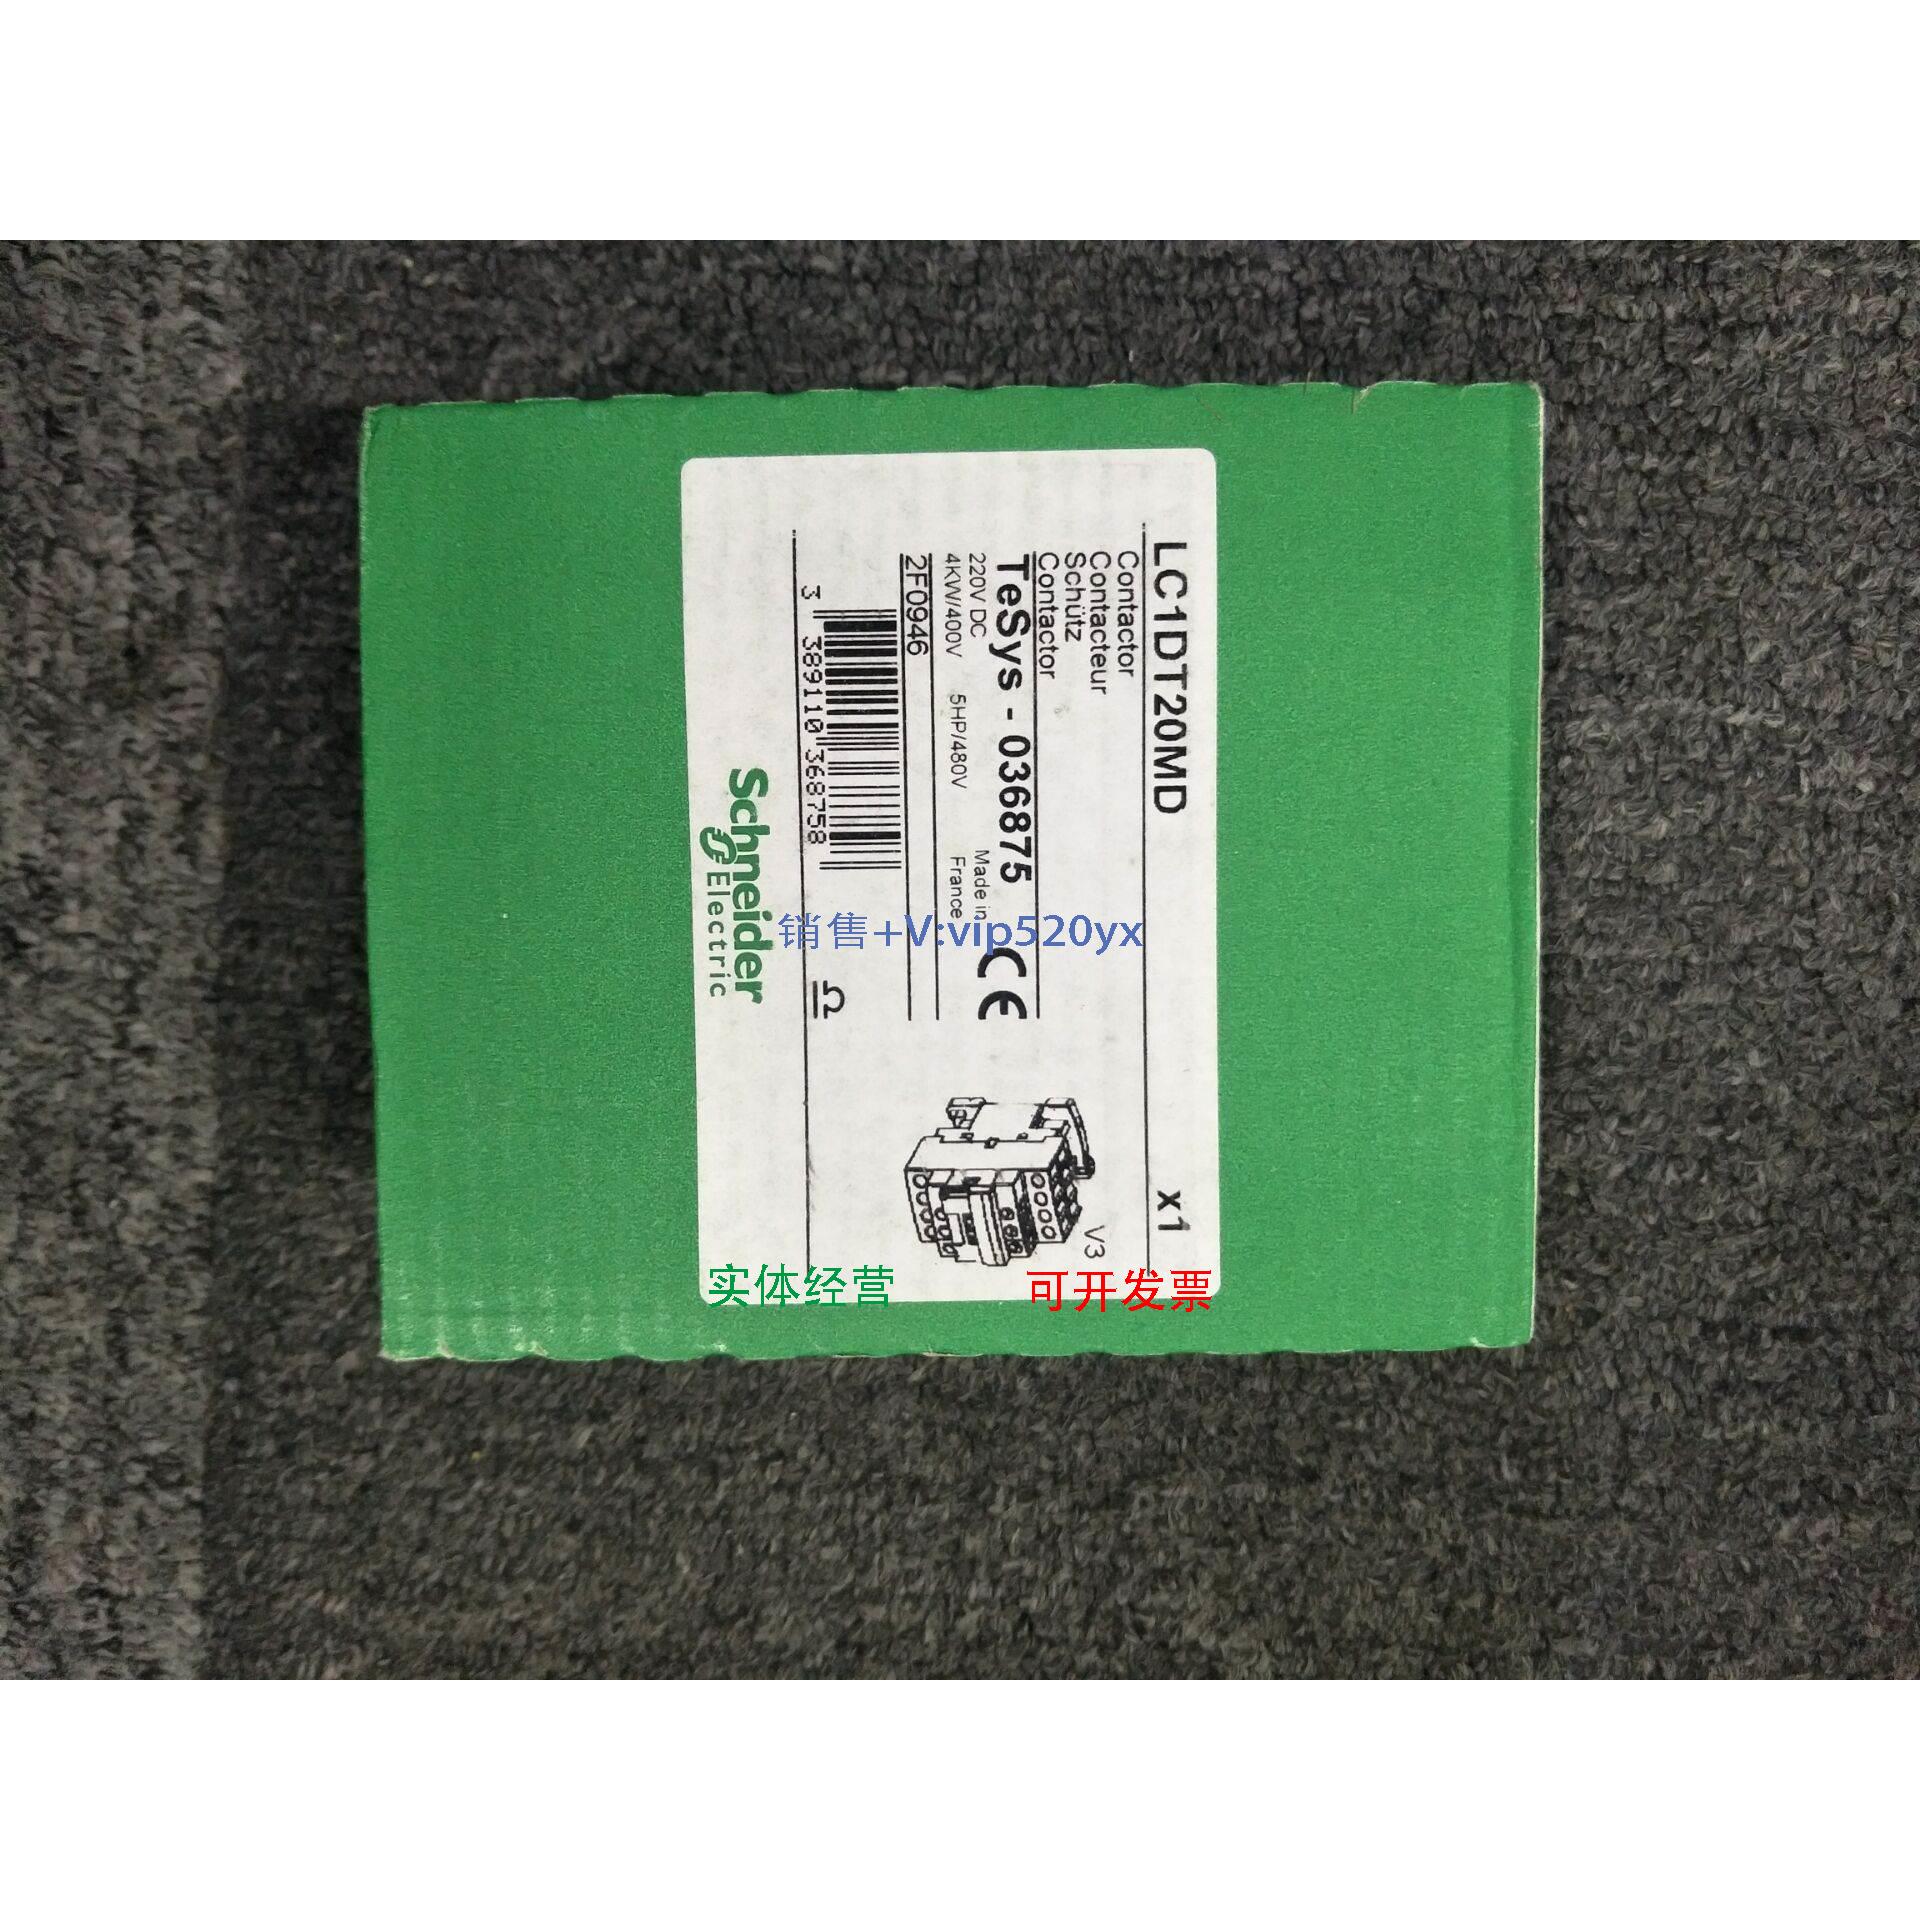 LC1DT20MD
x1
Contactor
Contacteur
Schütz
Contactor
V3
TeSys - 036875
220V DC
4KW/400V 5HP/480V
Made in
France
CE
2F0946
3 389110 368758
Schneider
Electric
销售+V:vip520yx
实体经营
可开发票